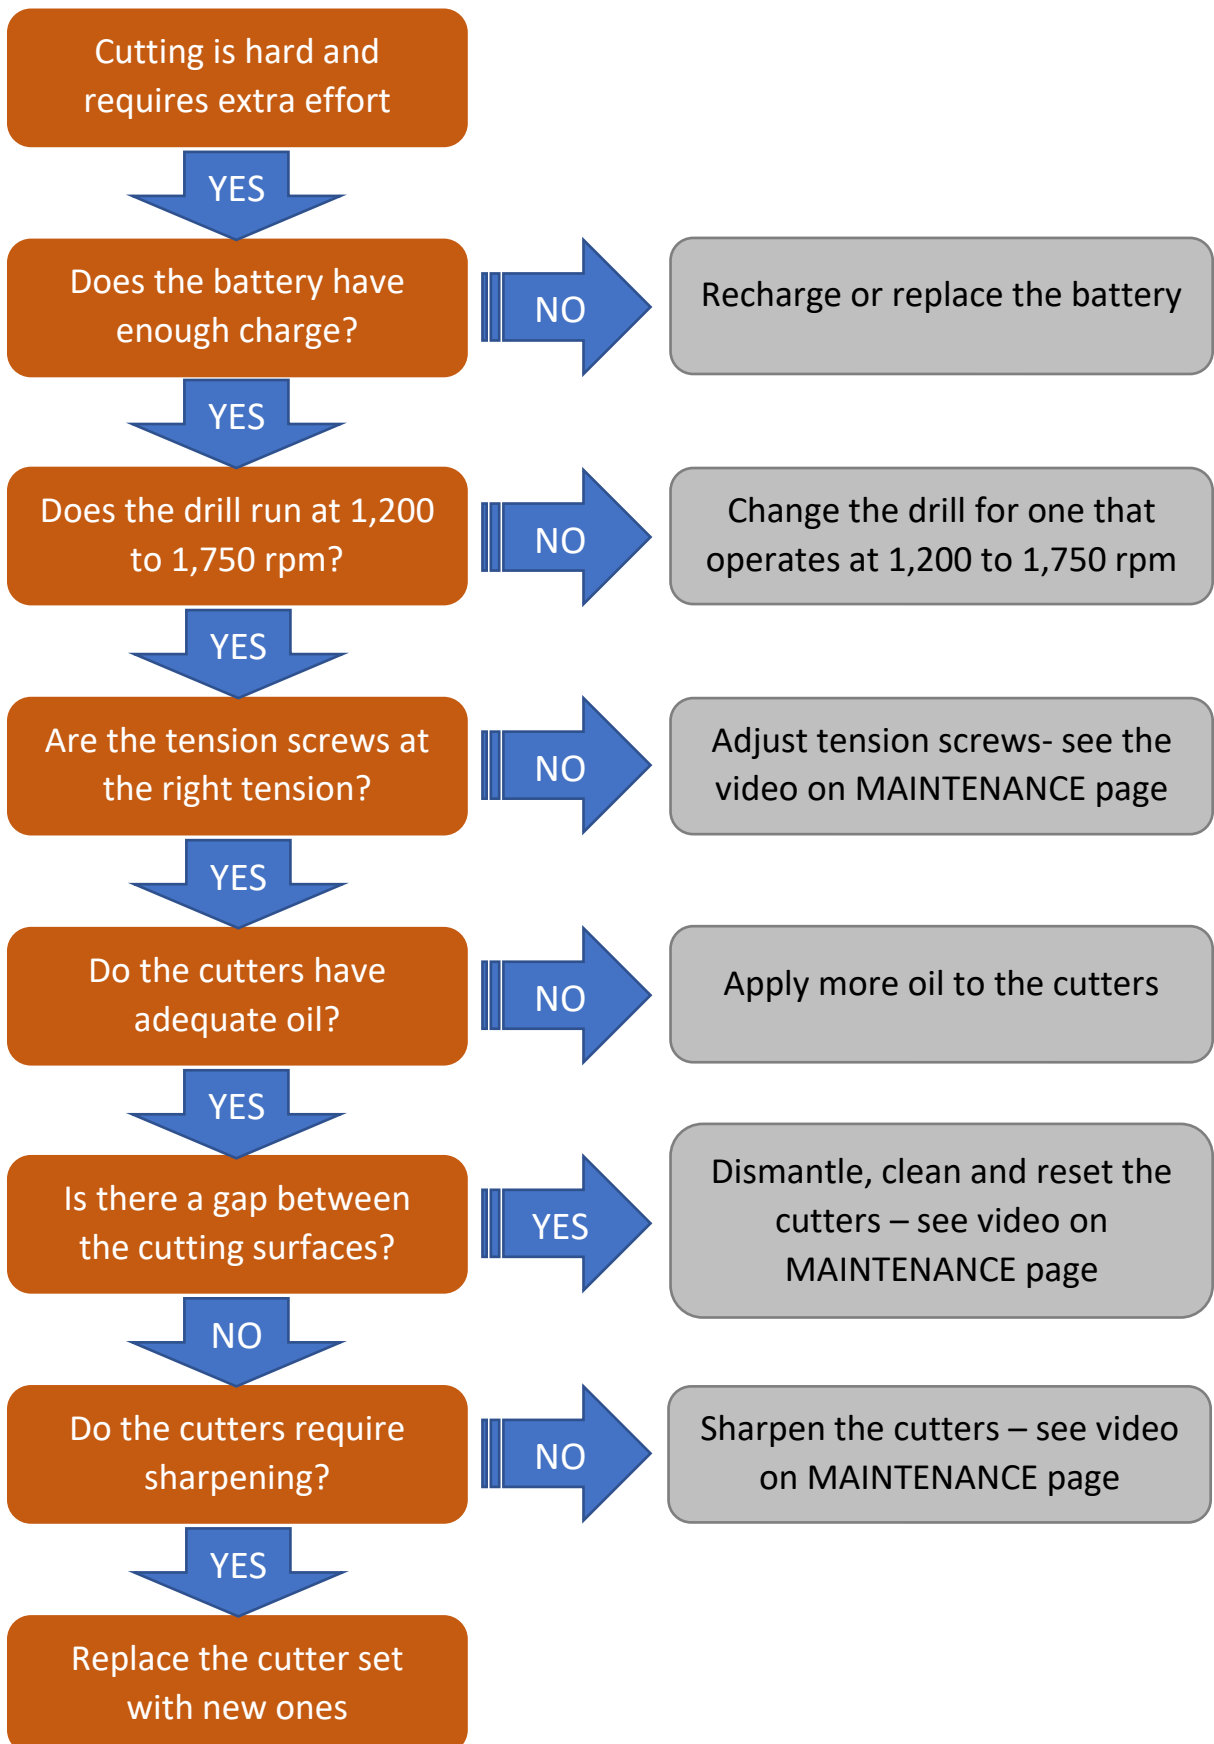 Cutting is hard and
requires extra effort
YES
Does the battery have
enough charge?
NO
Recharge or replace the battery
YES
Does the drill run at 1,200
to 1,750 rpm?
NO
Change the drill for one that
operates at 1,200 to 1,750 rpm
YES
Are the tension screws at
the right tension?
NO
Adjust tension screws- see the
video on MAINTENANCE page
YES
Do the cutters have
adequate oil?
NO
Apply more oil to the cutters
YES
Is there a gap between
the cutting surfaces?
YES
Dismantle, clean and reset the
cutters – see video on
MAINTENANCE page
NO
Do the cutters require
sharpening?
NO
Sharpen the cutters – see video
on MAINTENANCE page
YES
Replace the cutter set
with new ones